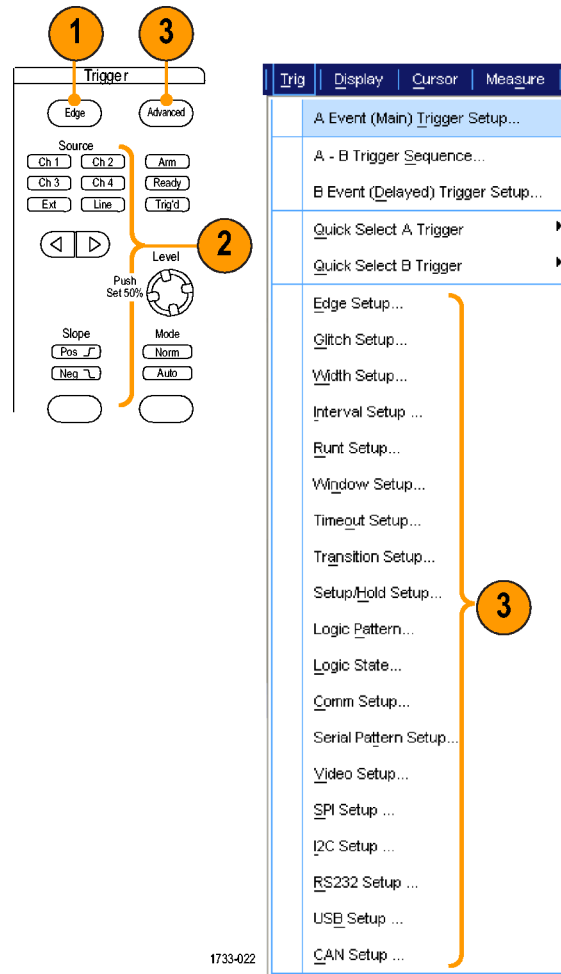 1
3
Trigger
Edge
Advanced
Source
Ch 1
Ch 2
Arm
Ch 3
Ch 4
Ready
Ext
Line
Trig'd
2
Level
Push
Set 50%
Slope
Mode
Pos
Norm
Neg
Auto
1733-022
Trig
Display
Cursor
Measure
A Event (Main) Trigger Setup...
A - B Trigger Sequence...
B Event (Delayed) Trigger Setup...
Quick Select A Trigger
Quick Select B Trigger
Edge Setup...
Glitch Setup...
Width Setup...
Interval Setup ...
Runt Setup...
Window Setup...
Timeout Setup...
Transition Setup...
Setup/Hold Setup...
3
Logic Pattern...
Logic State...
Comm Setup...
Serial Pattern Setup...
Video Setup...
SPI Setup ...
I2C Setup ...
RS232 Setup ...
USB Setup ...
CAN Setup ...